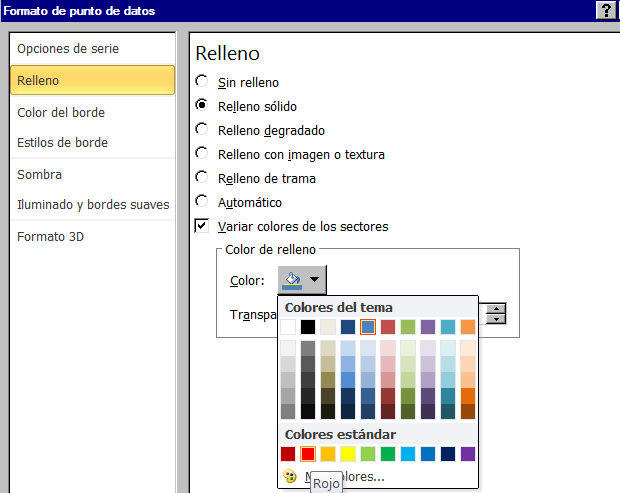 Formato de punto de datos
?
Opciones de serie
Relleno
Color del borde
Estilos de borde
Sombra
Iluminado y bordes suaves
Formato 3D
Relleno
Sin relleno
Relleno sólido
Relleno degradado
Relleno con imagen o textura
Relleno de trama
Automático
Variar colores de los sectores
Color de relleno
Color:
Transpa
Colores del tema
Colores estándar
colores...
Rojo